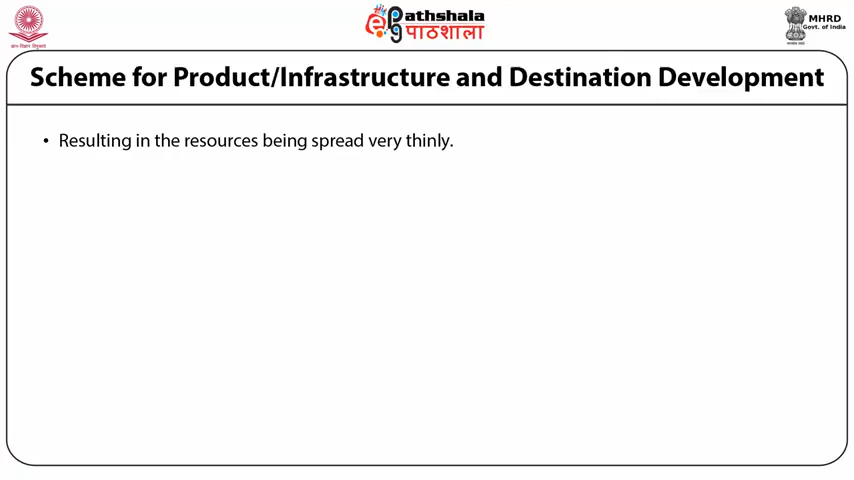 ePathshala
पाठशाला
MHRD
Govt. of India
Scheme for Product/Infrastructure and Destination Development
• Resulting in the resources being spread very thinly.